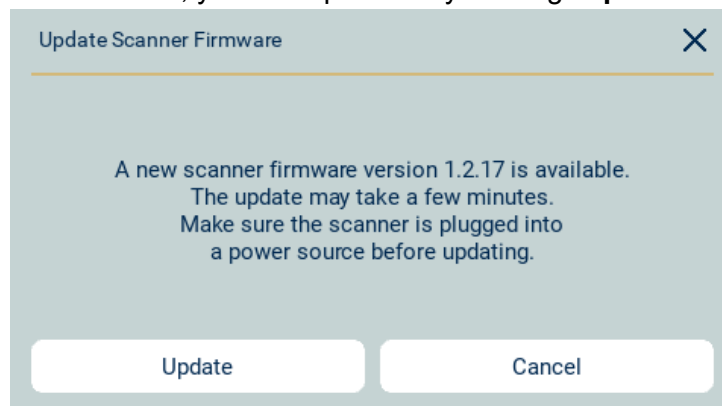 Update Scanner Firmware
A new scanner firmware version 1.2.17 is available.
The update may take a few minutes.
Make sure the scanner is plugged into
a power source before updating.
Update Cancel